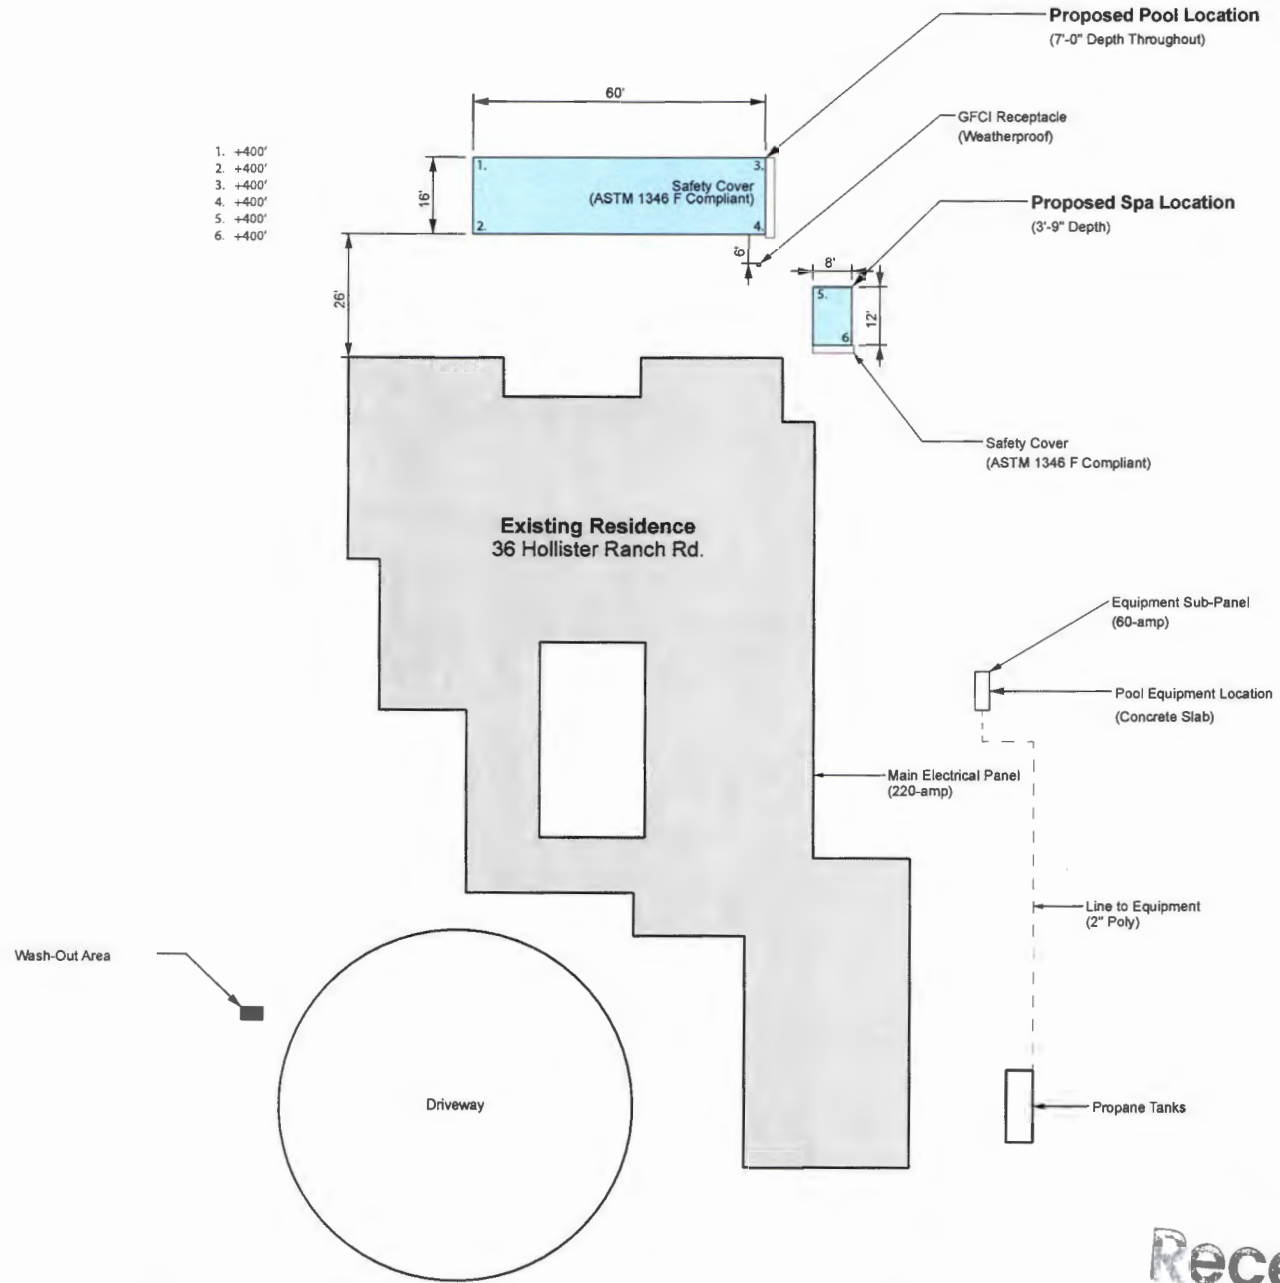 Proposed Pool Location
(7'-0" Depth Throughout)
60'
GFCI Receptacle
(Weatherproof)
1. +400'
2. +400'
3. +400'
4. +400'
5. +400'
6. +400'
16'
1.
3.
Safety Cover
(ASTM 1346 F Compliant)
2.
4.
Proposed Spa Location
(3'-9" Depth)
6'
8'
26'
5.
12'
6
Safety Cover
(ASTM 1346 F Compliant)
Existing Residence
36 Hollister Ranch Rd.
Equipment Sub-Panel
(60-amp)
Pool Equipment Location
(Concrete Slab)
Main Electrical Panel
(220-amp)
Line to Equipment
(2" Poly)
Wash-Out Area
Driveway
Propane Tanks
Rece